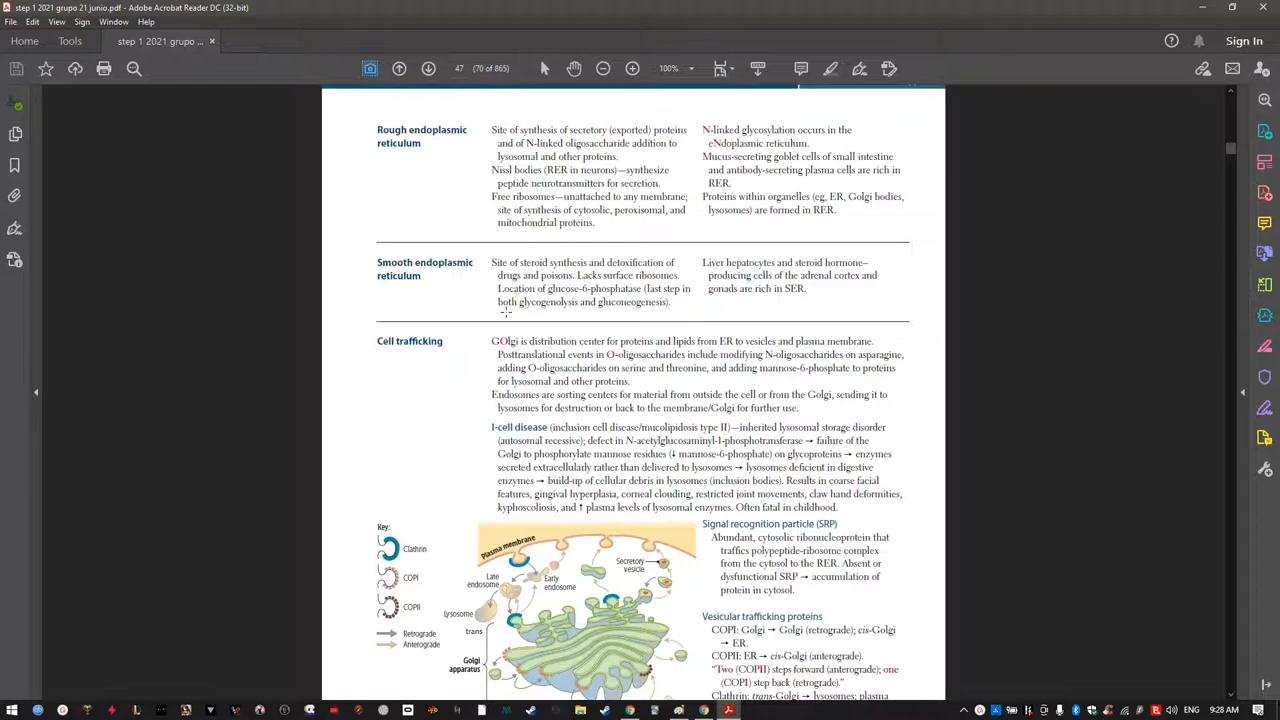 step 1 2021 grupo 21 junio.pdf - Adobe Acrobat Reader DC (32-bit)
File Edit View Sign Window Help
Home Tools step 1 2021 grupo ... × Sign In
47 (70 of 865) 100%
Rough endoplasmic
reticulum
Site of synthesis of secretory (exported) proteins
and of N-linked oligosaccharide addition to
lysosomal and other proteins.
Nissl bodies (RER in neurons)—synthesize
peptide neurotransmitters for secretion.
Free ribosomes—unattached to any membrane;
site of synthesis of cytosolic, peroxisomal, and
mitochondrial proteins.
N-linked glycosylation occurs in the
eNdoplasmic reticulum.
Mucus-secreting goblet cells of small intestine
and antibody-secreting plasma cells are rich in
RER.
Proteins within organelles (eg, ER, Golgi bodies,
lysosomes) are formed in RER.
Smooth endoplasmic
reticulum
Site of steroid synthesis and detoxification of
drugs and poisons. Lacks surface ribosomes.
Location of glucose-6-phosphatase (last step in
both glycogenolysis and gluconeogenesis).
Liver hepatocytes and steroid hormone–
producing cells of the adrenal cortex and
gonads are rich in SER.
Cell trafficking
GOlgi is distribution center for proteins and lipids from ER to vesicles and plasma membrane.
Posttranslational events in O-oligosaccharides include modifying N-oligosaccharides on asparagine,
adding O-oligosaccharides on serine and threonine, and adding mannose-6-phosphate to proteins
for lysosomal and other proteins.
Endosomes are sorting centers for material from outside the cell or from the Golgi, sending it to
lysosomes for destruction or back to the membrane/Golgi for further use.
I-cell disease (inclusion cell disease/mucolipidosis type II)—inherited lysosomal storage disorder
(autosomal recessive); defect in N-acetylglucosaminyl-1-phosphotransferase → failure of the
Golgi to phosphorylate mannose residues (↓ mannose-6-phosphate) on glycoproteins → enzymes
secreted extracellularly rather than delivered to lysosomes → lysosomes deficient in digestive
enzymes → build-up of cellular debris in lysosomes (inclusion bodies). Results in coarse facial
features, gingival hyperplasia, corneal clouding, restricted joint movements, claw hand deformities,
kyphoscoliosis, and ↑ plasma levels of lysosomal enzymes. Often fatal in childhood.
Key:
Clathrin
COPI
COPII
Retrograde
Anterograde
Plasma membrane
Secretory
vesicle
Late
endosome
Early
endosome
Lysosome
trans
Golgi
apparatus
Signal recognition particle (SRP)
Abundant, cytosolic ribonucleoprotein that
traffics polypeptide-ribosome complex
from the cytosol to the RER. Absent or
dysfunctional SRP → accumulation of
protein in cytosol.
Vesicular trafficking proteins
COPI: Golgi → Golgi (retrograde); cis-Golgi
→ ER.
COPII: ER → cis-Golgi (anterograde).
“Two (COPII) steps forward (anterograde); one
(COPI) step back (retrograde).”
Clathrin: trans-Golgi → lysosomes; plasma
ENG 9:28 AM